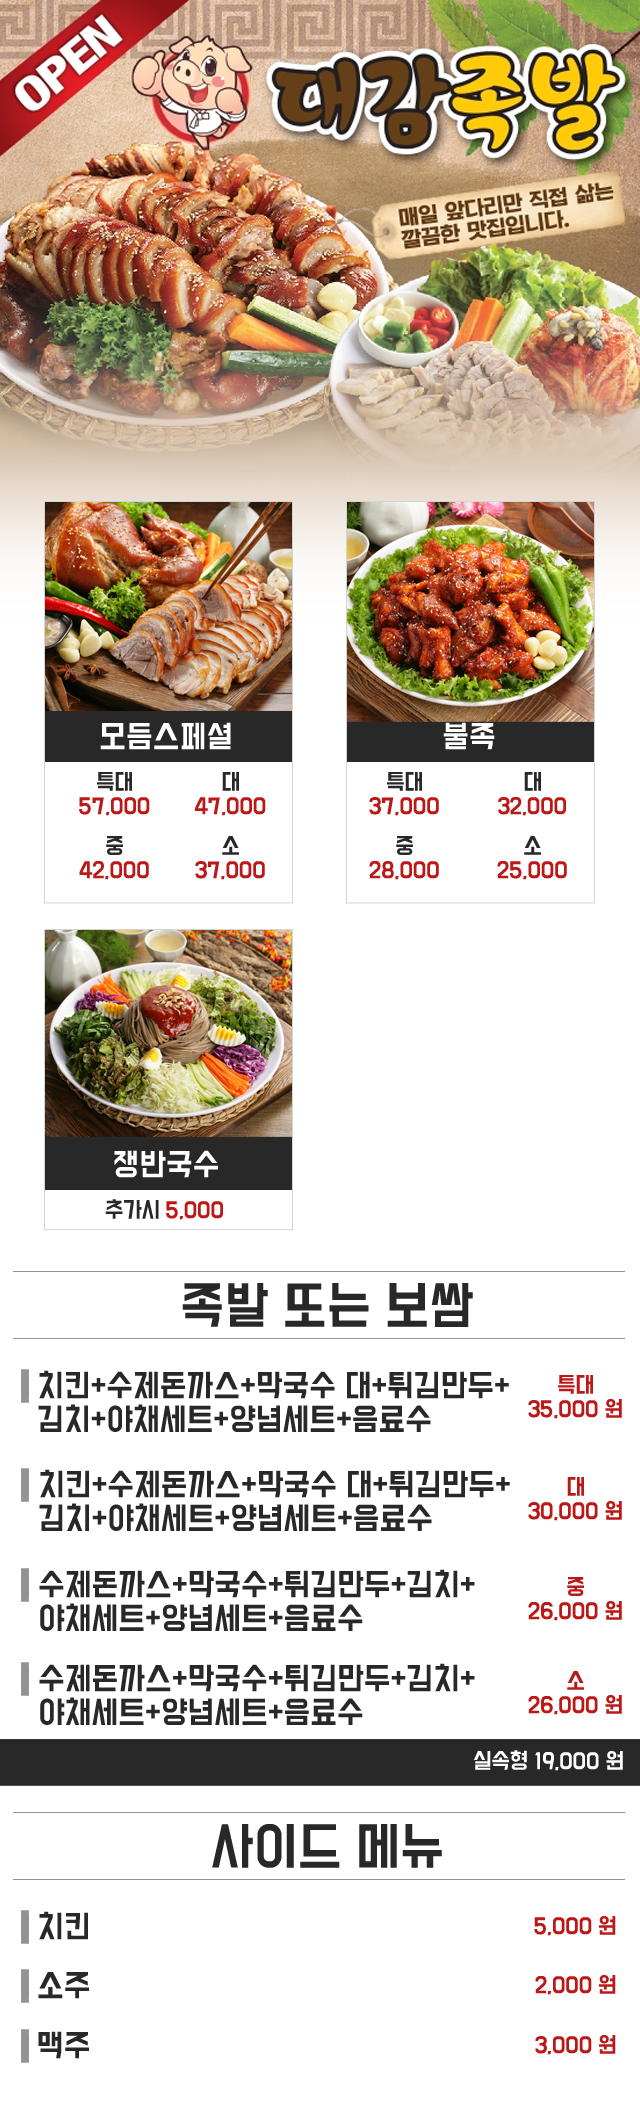 OPEN
대감족발
매일 앞다리만 직접 삶는
깔끔한 맛집입니다.
모듬스페셜
특대 대
57,000 47,000
중 소
42,000 37,000
불족
특대 대
37,000 32,000
중 소
28,000 25,000
쟁반국수
추가시 5,000
족발 또는 보쌈
치킨+수제돈까스+막국수 대+튀김만두+
김치+야채세트+양념세트+음료수
특대
35,000 원
치킨+수제돈까스+막국수 대+튀김만두+
김치+야채세트+양념세트+음료수
대
30,000 원
수제돈까스+막국수+튀김만두+김치+
야채세트+양념세트+음료수
중
26,000 원
수제돈까스+막국수+튀김만두+김치+
야채세트+양념세트+음료수
소
26,000 원
실속형 19,000 원
사이드 메뉴
치킨 5,000 원
소주 2,000 원
맥주 3,000 원